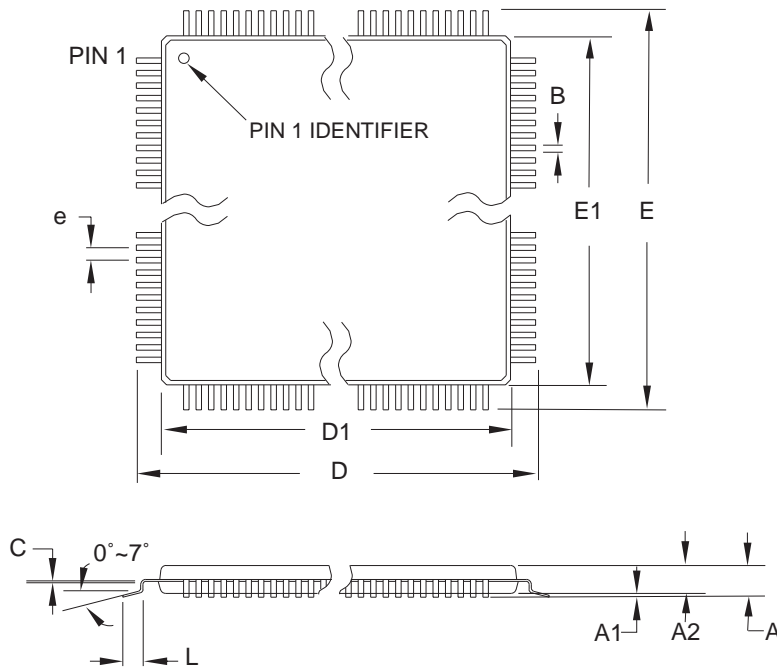 PIN 1
PIN 1 IDENTIFIER
B
e
E1
E
D1
D
C
0°~7°
L
A1
A2
A